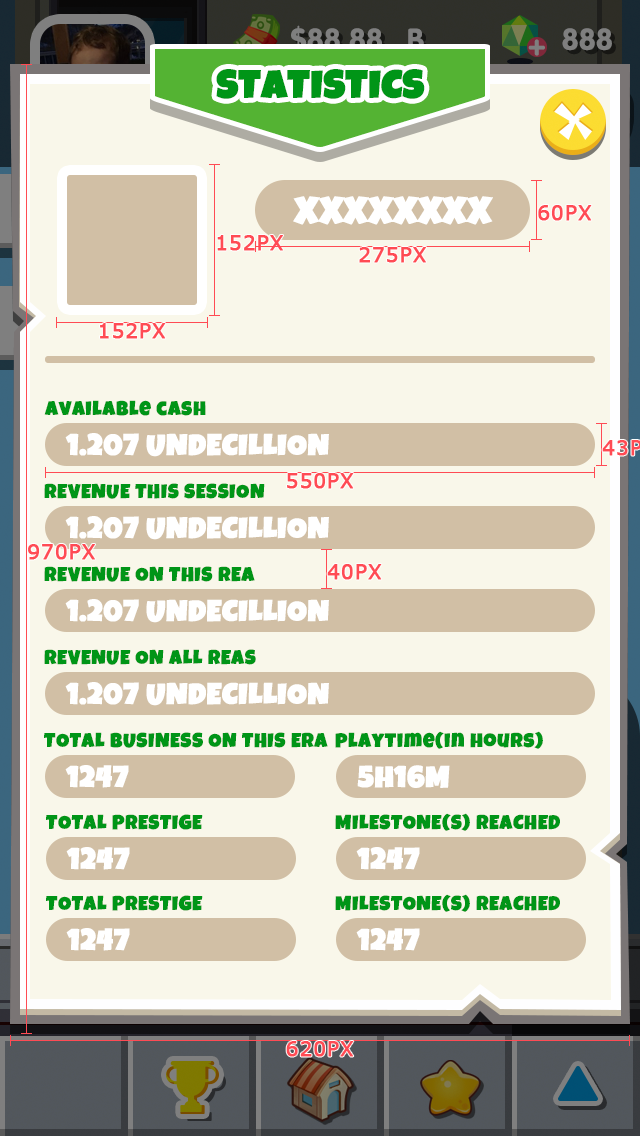 $88.88 B
888
STATISTICS
XXXXXXXX
60PX
152PX
275PX
152PX
AVAILABLE CASH
1.207 UNDECILLION
43P
550PX
REVENUE THIS SESSION
1.207 UNDECILLION
970PX
REVENUE ON THIS REA
40PX
1.207 UNDECILLION
REVENUE ON ALL REAS
1.207 UNDECILLION
TOTAL BUSINESS ON THIS ERA PLAYTIME(IN HOURS)
1247 5H16M
TOTAL PRESTIGE MILESTONE(S) REACHED
1247 1247
TOTAL PRESTIGE MILESTONE(S) REACHED
1247 1247
620PX